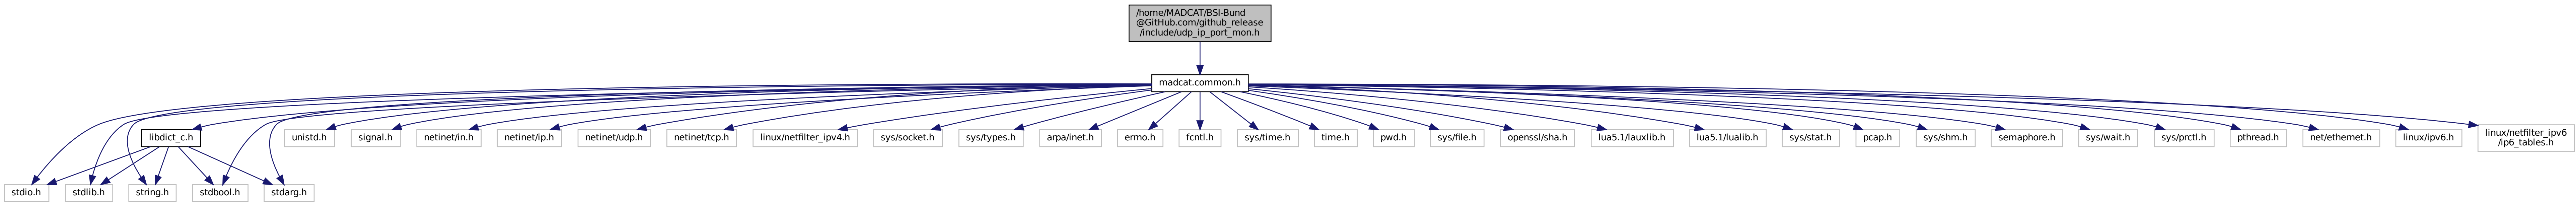 /home/MADCAT/BSI-Bund
@GitHub.com/github_release
/include/udp_ip_port_mon.h
madcat.common.h
libdict_c.h
unistd.h
signal.h
netinet/in.h
netinet/ip.h
netinet/udp.h
netinet/tcp.h
linux/netfilter_ipv4.h
sys/socket.h
sys/types.h
arpa/inet.h
errno.h
fcntl.h
sys/time.h
time.h
pwd.h
sys/file.h
openssl/sha.h
lua5.1/lauxlib.h
lua5.1/lualib.h
sys/stat.h
pcap.h
sys/shm.h
semaphore.h
sys/wait.h
sys/prctl.h
pthread.h
net/ethernet.h
linux/ipv6.h
linux/netfilter_ipv6
/ip6_tables.h
stdio.h
stdlib.h
string.h
stdbool.h
stdarg.h